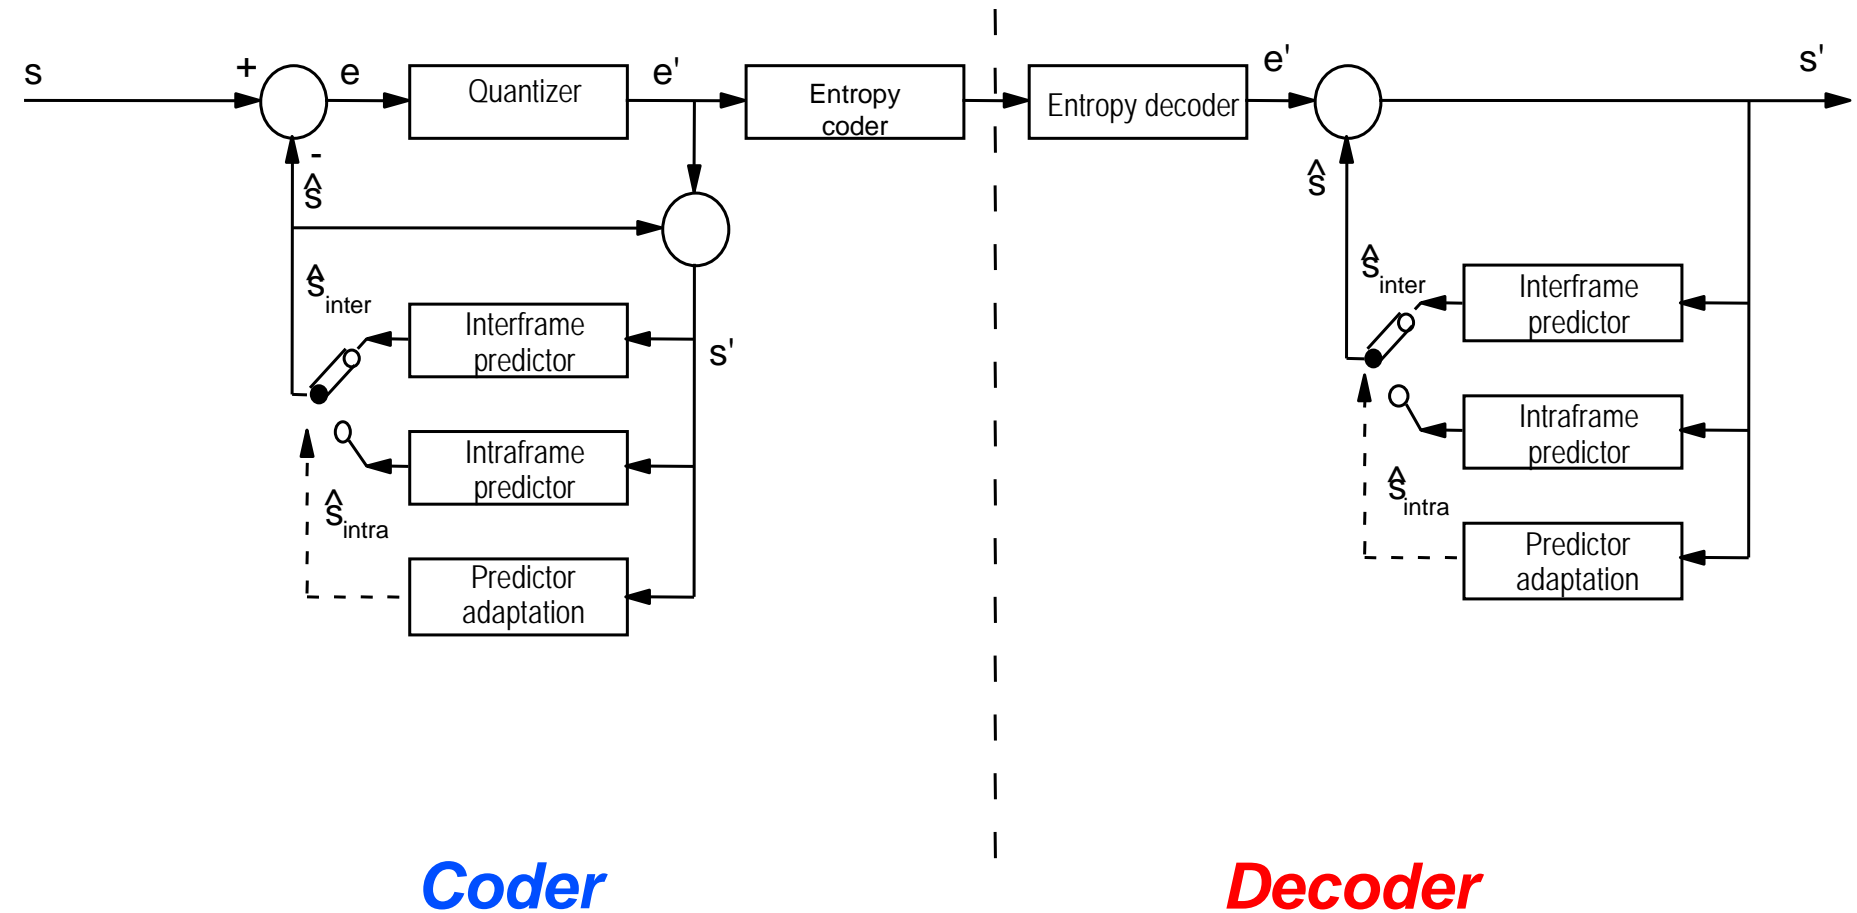 s
+
e
Quantizer
e'
Entropy
coder
Entropy decoder
e'
s'
-
ŝ
ŝ
ŝinter
Interframe
predictor
s'
Intraframe
predictor
ŝintra
Predictor
adaptation
ŝinter
Interframe
predictor
Intraframe
predictor
ŝintra
Predictor
adaptation
Coder
Decoder